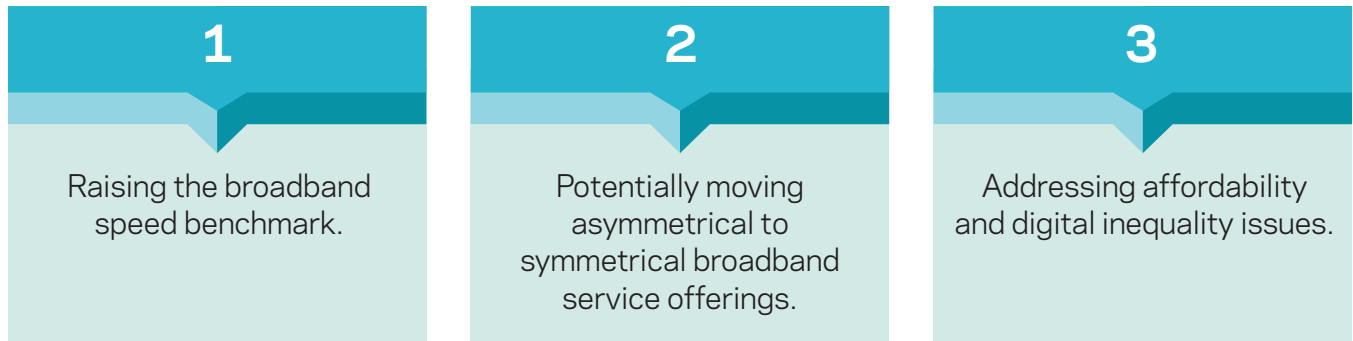 1
Raising the broadband
speed benchmark.
2
Potentially moving
asymmetrical to
symmetrical broadband
service offerings.
3
Addressing affordability
and digital inequality issues.